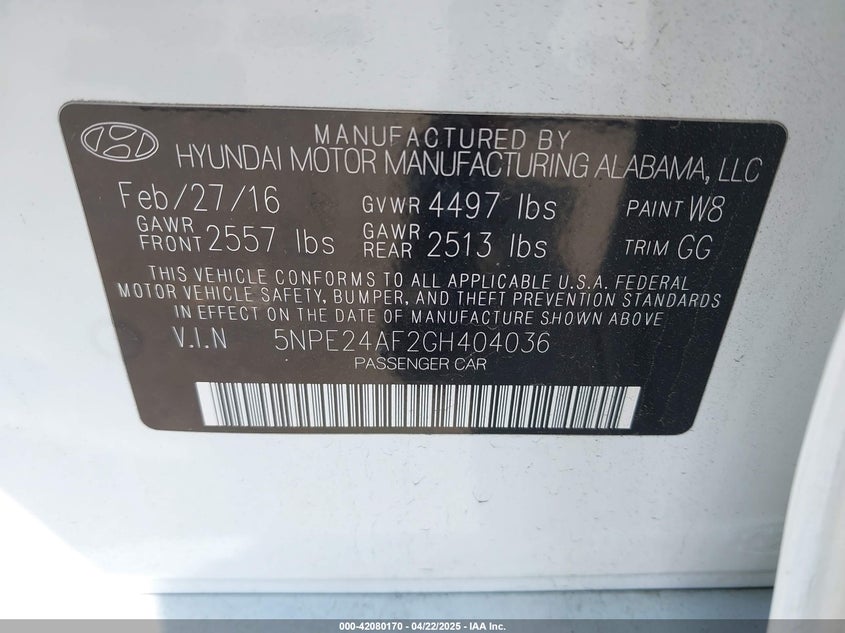 MANUFACTURED BY
HYUNDAI MOTOR MANUFACTURING ALABAMA, LLC
Feb/27/16 GVWR 4497 lbs PAINT W8
GAWR FRONT 2557 lbs GAWR REAR 2513 lbs TRIM GG
THIS VEHICLE CONFORMS TO ALL APPLICABLE U.S.A. FEDERAL
MOTOR VEHICLE SAFETY, BUMPER, AND THEFT PREVENTION STANDARDS
IN EFFECT ON THE DATE OF MANUFACTURE SHOWN ABOVE
V.I.N 5NPE24AF2GH404036
PASSENGER CAR
000-42080170 - 04/22/2025 - IAA Inc.